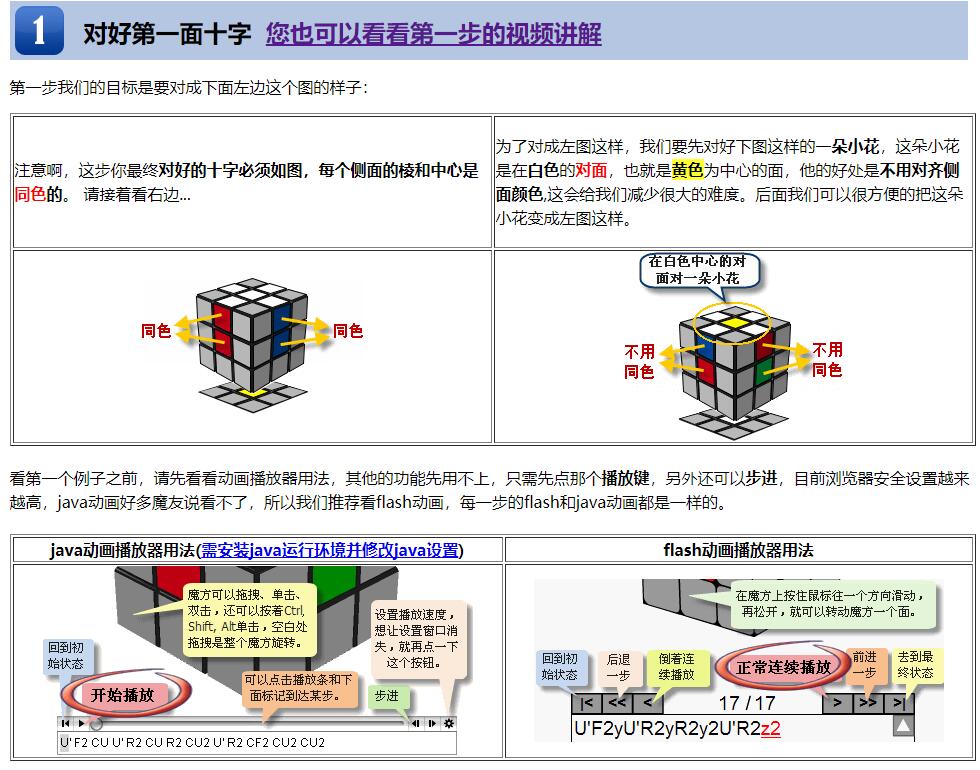 1 对好第一面十字 您也可以看看第一步的视频讲解
第一步我们的目标是要对成下面左边这个图的样子：
注意啊，这步你最终对好的十字必须如图，每个侧面的棱和中心是
同色的。 请接着看右边...
为了对成左图这样，我们要先对好下图这样的一朵小花，这朵小花
是在白色的对面，也就是黄色为中心的面，他的好处是不用对齐侧
面颜色,这会给我们减少很大的难度。后面我们可以很方便的把这朵
小花变成左图这样。
同色
同色
在白色中心的对
面对一朵小花
不用
同色
不用
同色
看第一个例子之前，请先看看动画播放器用法，其他的功能先用不上，只需先点那个播放键，另外还可以步进，目前浏览器安全设置越来
越高，java动画好多魔友说看不了，所以我们推荐看flash动画，每一步的flash和java动画都是一样的。
java动画播放器用法(需安装java运行环境并修改java设置)
flash动画播放器用法
魔方可以拖拽、单击、
双击，还可以按着Ctrl,
Shift, Alt单击，空白处
拖拽是整个魔方旋转。
设置播放速度，
想让设置窗口消
失，就再点一下
这个按钮。
回到初
始状态
开始播放
可以点击播放条和下
面标记到达某步。
步进
U' F2 CU U' R2 CU R2 CU2 U' R2 CF2 CU2 CU2
在魔方上按住鼠标往一个方向滑动，
再松开，就可以转动魔方一个面。
回到初
始状态
后退
一步
倒着连
续播放
正常连续播放
前进
一步
去到最
终状态
|< << < 17 / 17 > >> >|
U'F2yU'R2yR2y2U'R2z2